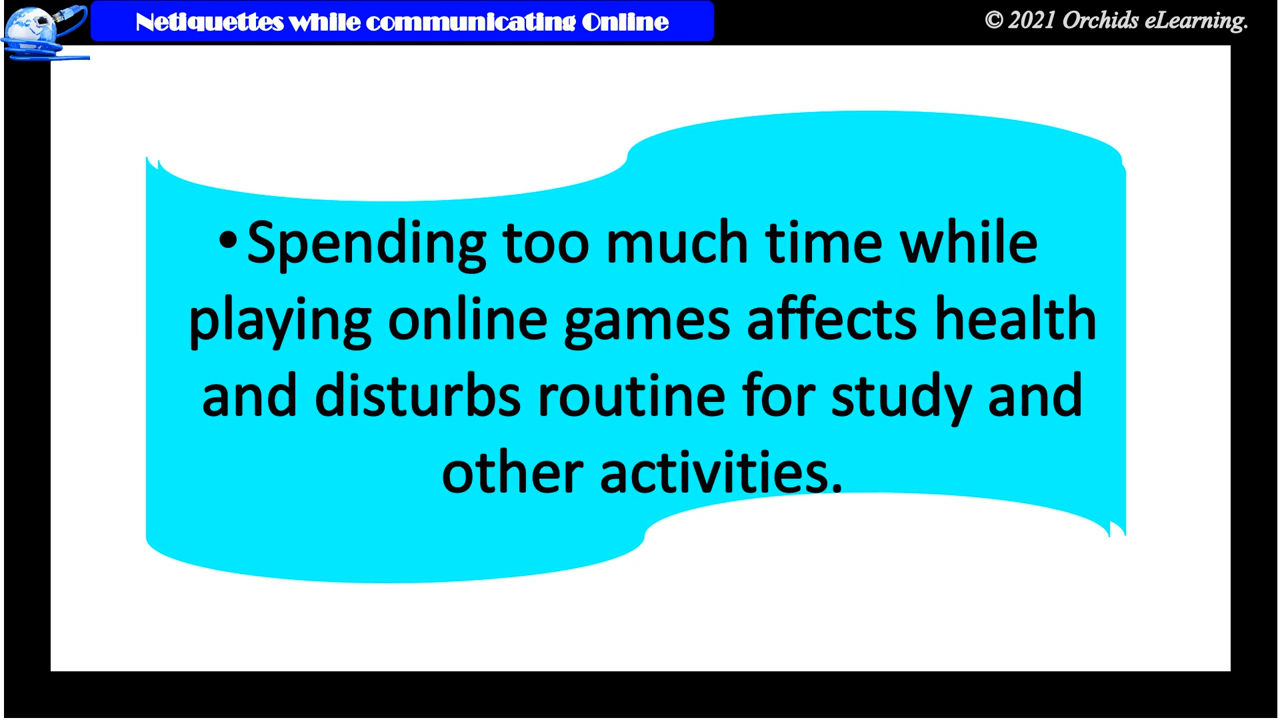 Netiquettes while communicating Online
© 2021 Orchids eLearning.
•Spending too much time while
playing online games affects health
and disturbs routine for study and
other activities.